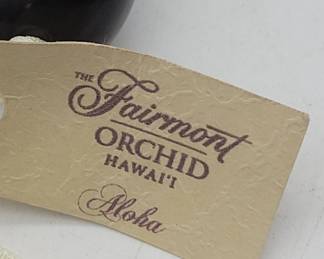 THE Fairmont
ORCHID
HAWAI'I
Aloha